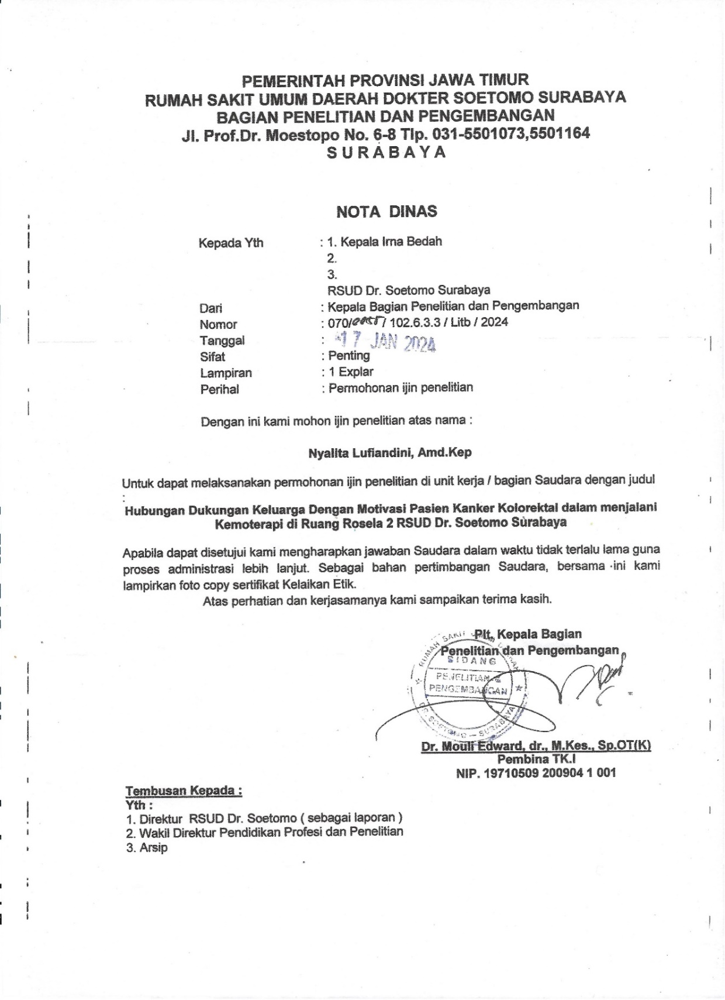 PEMERINTAH PROVINSI JAWA TIMUR
RUMAH SAKIT UMUM DAERAH DOKTER SOETOMO SURABAYA
BAGIAN PENELITIAN DAN PENGEMBANGAN
Jl. Prof.Dr. Moestopo No. 6-8 Tlp. 031-5501073,5501164
S U R A B A Y A
NOTA DINAS
Kepada Yth : 1. Kepala Irna Bedah
2.
3.
RSUD Dr. Soetomo Surabaya
Dari : Kepala Bagian Penelitian dan Pengembangan
Nomor : 070/ / 102.6.3.3 / Litb / 2024
Tanggal : 17 JAN 2024
Sifat : Penting
Lampiran : 1 Explar
Perihal : Permohonan ijin penelitian
Dengan ini kami mohon ijin penelitian atas nama :
Nyalita Lufiandini, Amd.Kep
Untuk dapat melaksanakan permohonan ijin penelitian di unit kerja / bagian Saudara dengan judul
:
Hubungan Dukungan Keluarga Dengan Motivasi Pasien Kanker Kolorektal dalam menjalani
Kemoterapi di Ruang Rosela 2 RSUD Dr. Soetomo Surabaya
Apabila dapat disetujui kami mengharapkan jawaban Saudara dalam waktu tidak terlalu lama guna
proses administrasi lebih lanjut. Sebagai bahan pertimbangan Saudara, bersama ini kami
lampirkan foto copy sertifikat Kelaikan Etik.
Atas perhatian dan kerjasamanya kami sampaikan terima kasih.
Plt. Kepala Bagian
Penelitian dan Pengembangan
RUMAH SAKIT
BIDANG
PENELITIAN &
PENGEMBANGAN
DR. SOETOMO – SURABAYA
Dr. Mouli Edward, dr., M.Kes., Sp.OT(K)
Pembina TK.I
NIP. 19710509 200904 1 001
Tembusan Kepada :
Yth :
1. Direktur RSUD Dr. Soetomo ( sebagai laporan )
2. Wakil Direktur Pendidikan Profesi dan Penelitian
3. Arsip